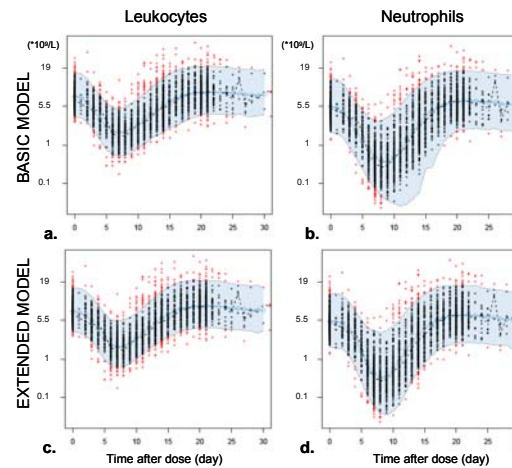 Leukocytes Neutrophils
(*10⁹/L) (*10⁹/L)
BASIC MODEL
19 19
5.5 5.5
1 1
0.1 0.1
0 5 10 15 20 25 30 0 5 10 15 20 25
a. b.
EXTENDED MODEL
19 19
5.5 5.5
1 1
0.1 0.1
0 5 10 15 20 25 30 0 5 10 15 20 25
c. d.
Time after dose (day) Time after dose (day)